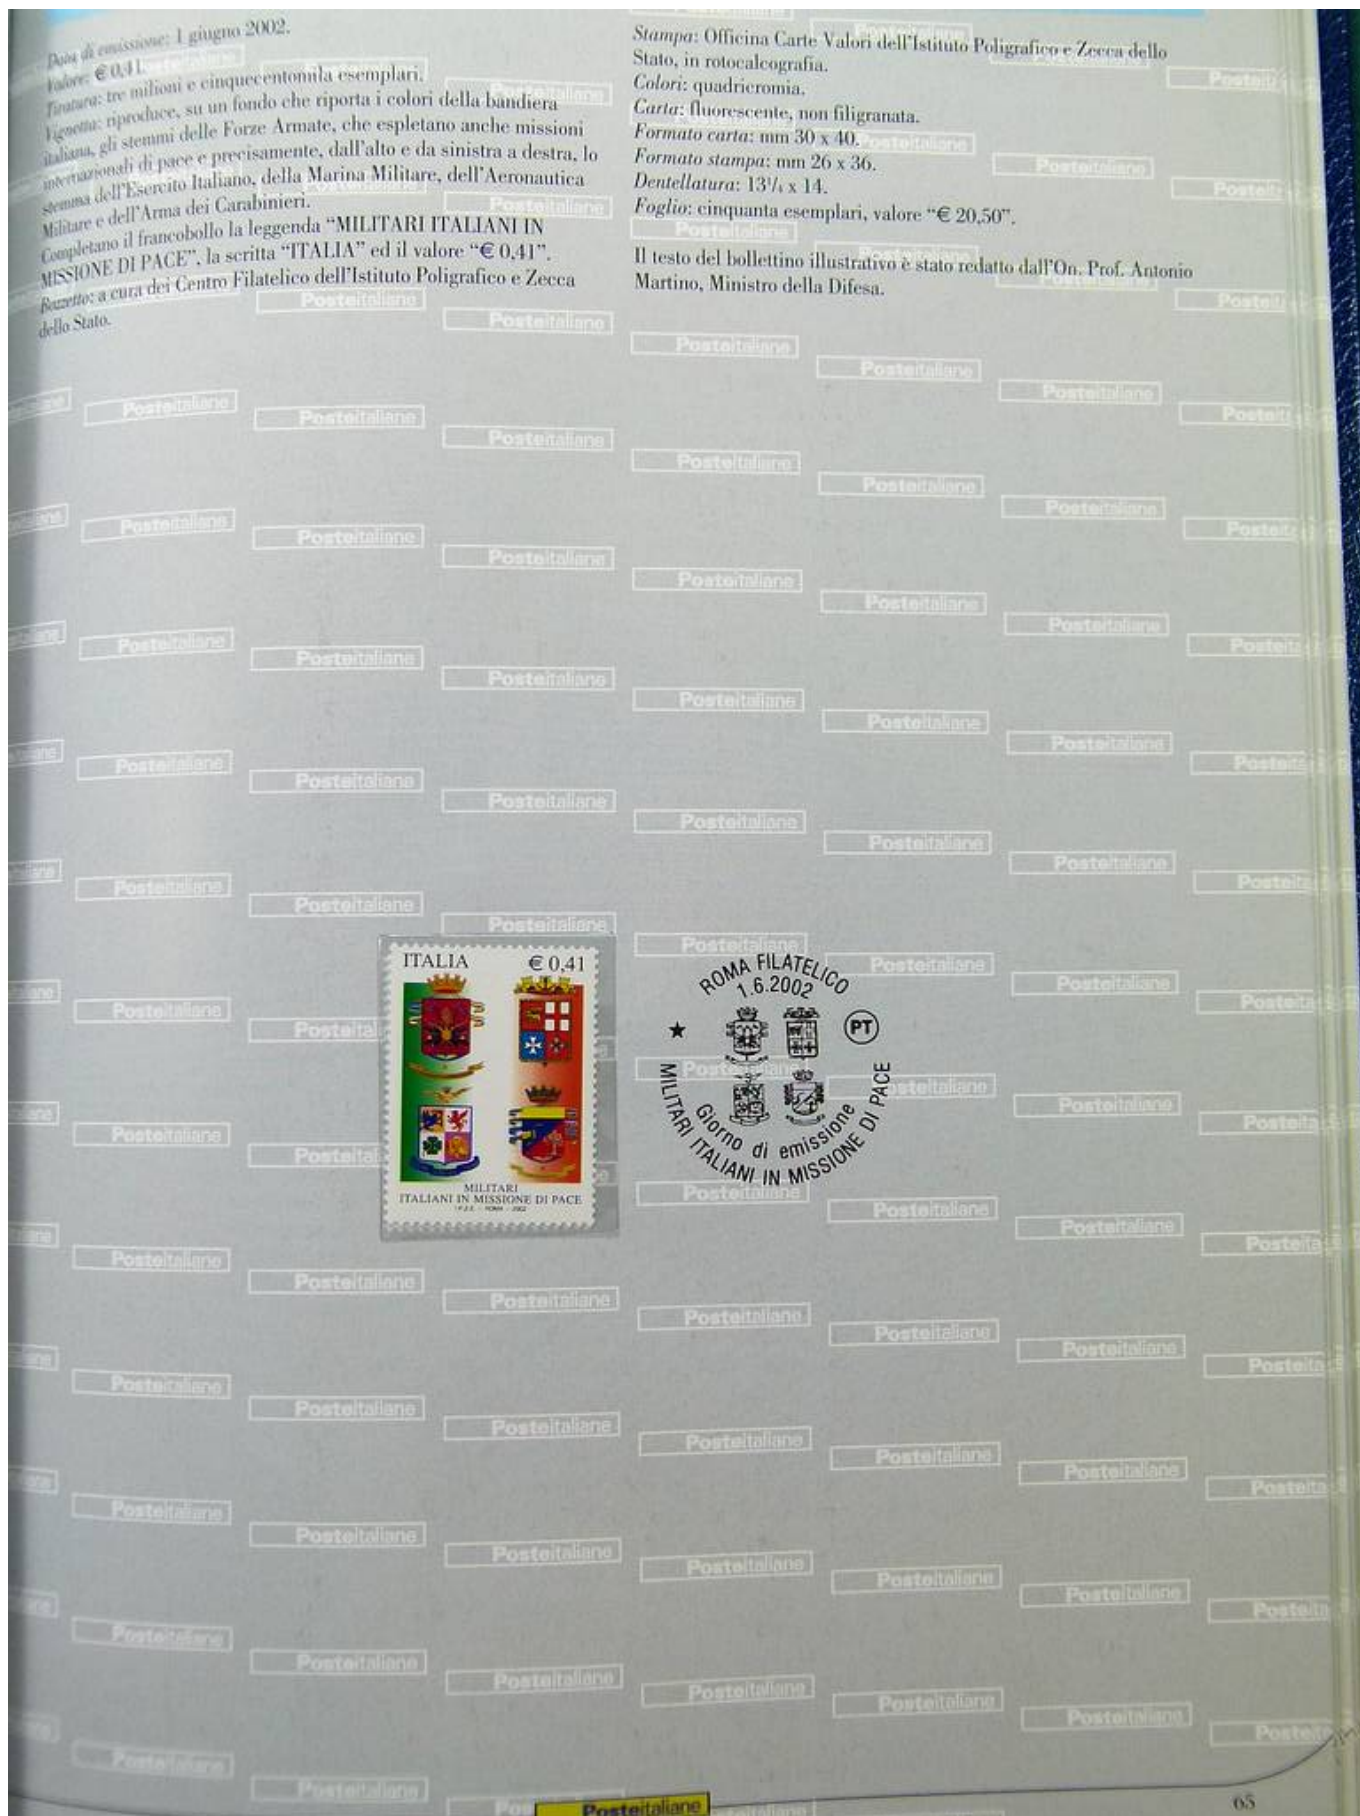 Data di emissione: 1 giugno 2002.
Valore: € 0,41.
Tiratura: tre milioni e cinquecentomila esemplari.
Vignetta: riproduce, su un fondo che riporta i colori della bandiera
italiana, gli stemmi delle Forze Armate, che espletano anche missioni
internazionali di pace e precisamente, dall'alto e da sinistra a destra, lo
stemma dell'Esercito Italiano, della Marina Militare, dell'Aeronautica
Militare e dell'Arma dei Carabinieri.
Completano il francobollo la leggenda “MILITARI ITALIANI IN
MISSIONE DI PACE”, la scritta “ITALIA” ed il valore “€ 0,41”.
Bozzetto: a cura dei Centro Filatelico dell'Istituto Poligrafico e Zecca
dello Stato.
Stampa: Officina Carte Valori dell'Istituto Poligrafico e Zecca dello
Stato, in rotocalcografia.
Colori: quadricromia.
Carta: fluorescente, non filigranata.
Formato carta: mm 30 x 40.
Formato stampa: mm 26 x 36.
Dentellatura: 13¼ x 14.
Foglio: cinquanta esemplari, valore “€ 20,50”.
Il testo del bollettino illustrativo è stato redatto dall'On. Prof. Antonio
Martino, Ministro della Difesa.
ITALIA € 0,41
MILITARI
ITALIANI IN MISSIONE DI PACE
I.P.Z.S. - ROMA - 2002
ROMA FILATELICO
1.6.2002
PT
Giorno di emissione
MILITARI ITALIANI IN MISSIONE DI PACE
Posteitaliane
65